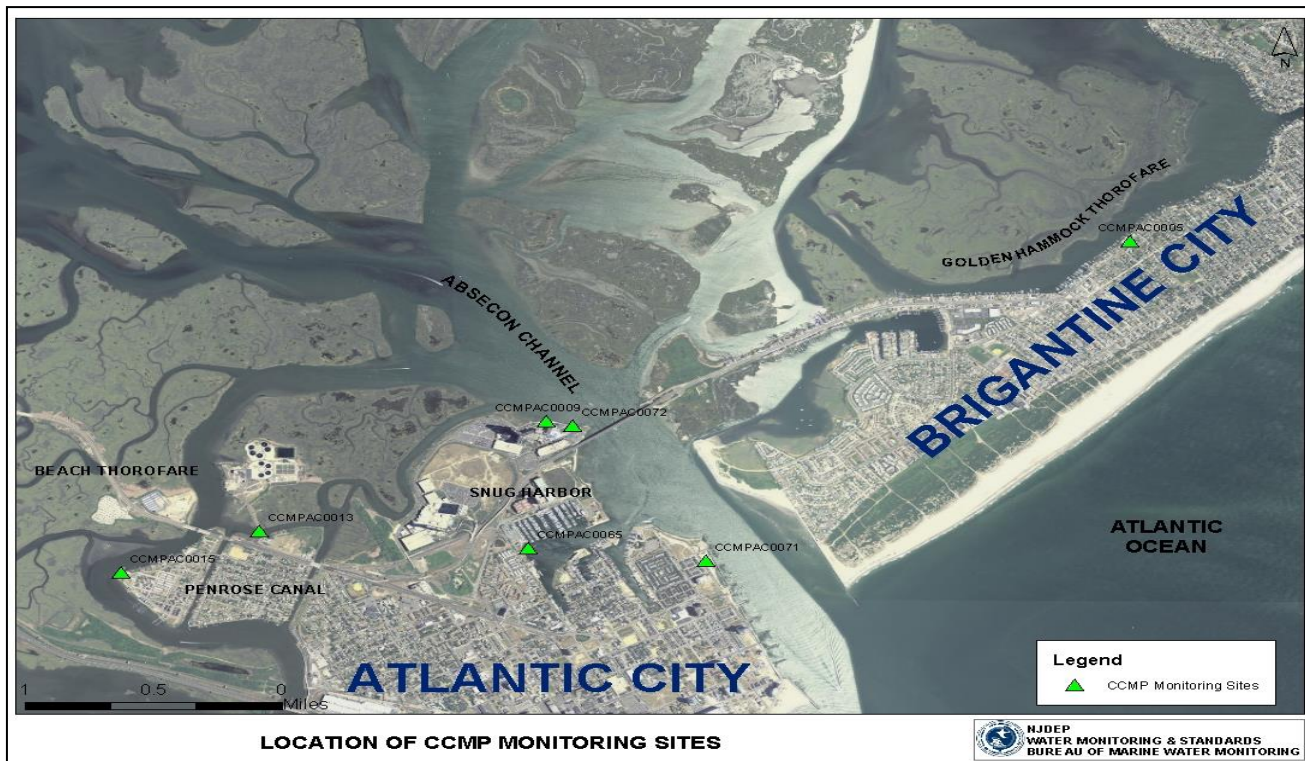 N
GOLDEN HAMMOCK THOROFARE
CCMPAC0005
BRIGANTINE CITY
ABSECON CHANNEL
CCMPAC0009
CCMPAC0072
BEACH THOROFARE
SNUG HARBOR
CCMPAC0013
CCMPAC0065
CCMPAC0071
ATLANTIC
OCEAN
CCMPAC0015
PENROSE CANAL
ATLANTIC CITY
Legend
CCMP Monitoring Sites
1 0.5 0
Miles
LOCATION OF CCMP MONITORING SITES
NJDEP
WATER MONITORING & STANDARDS
BUREAU OF MARINE WATER MONITORING